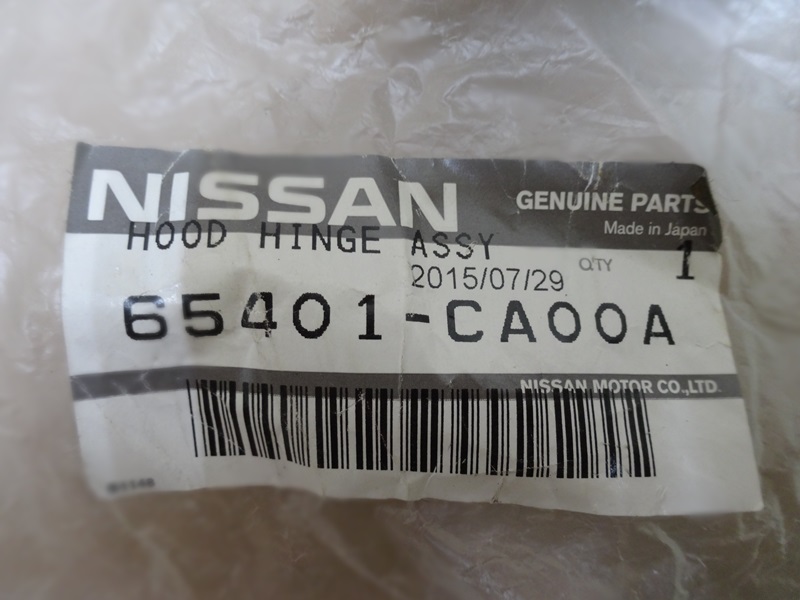 NISSAN GENUINE PARTS
Made in Japan
HOOD HINGE ASSY
2015/07/29 Q'TY 1
65401-CA00A
NISSAN MOTOR CO.,LTD.